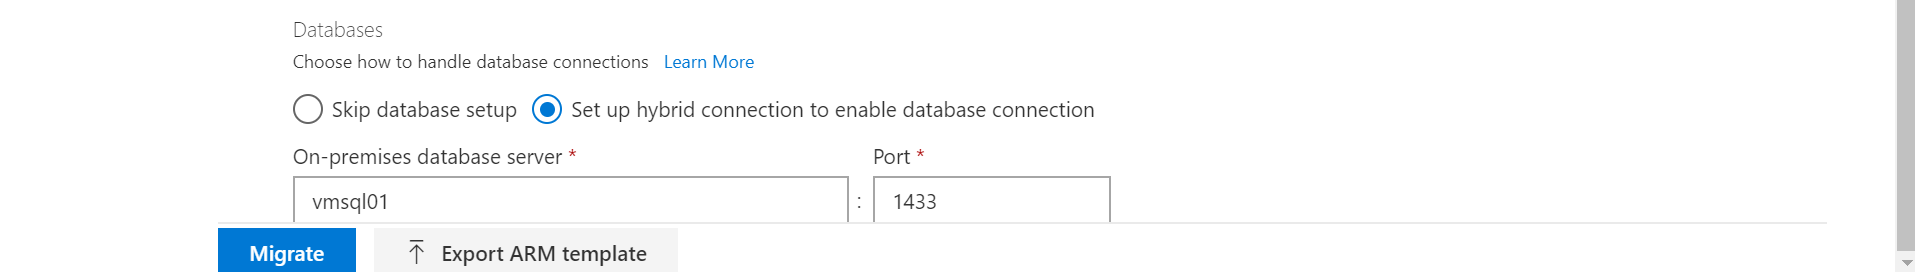 Databases
Choose how to handle database connections Learn More
Skip database setup Set up hybrid connection to enable database connection
On-premises database server * Port *
vmsql01 : 1433
Migrate Export ARM template